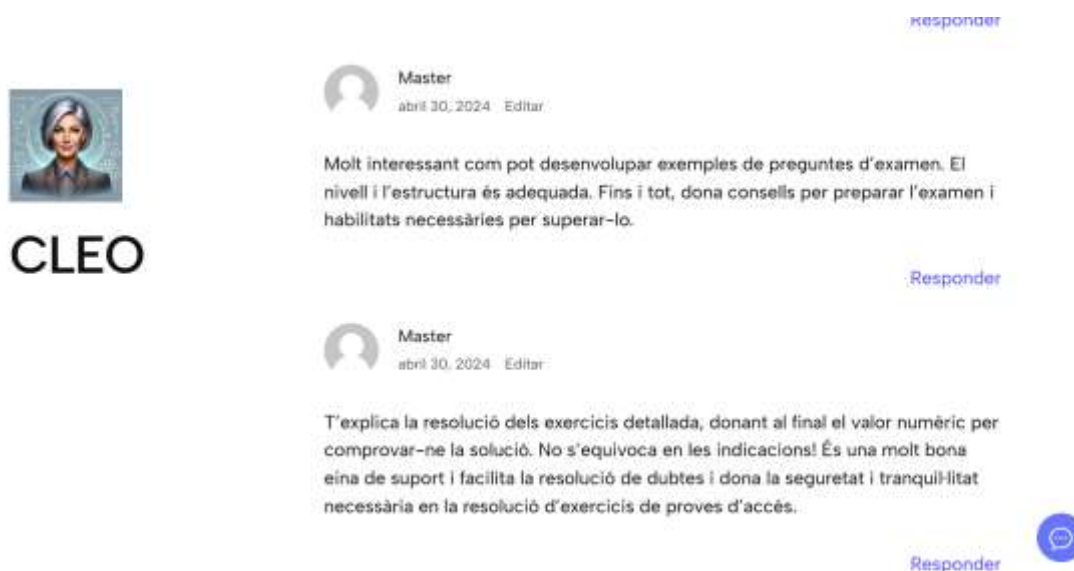 Responder
Master
abril 30, 2024 Editar
Molt interessant com pot desenvolupar exemples de preguntes d'examen. El
nivell i l'estructura és adequada. Fins i tot, dona consells per preparar l'examen i
habilitats necessàries per superar-lo.
CLEO
Responder
Master
abril 30, 2024 Editar
T'explica la resolució dels exercicis detallada, donant al final el valor numèric per
comprovar-ne la solució. No s'equivoca en les indicacions! És una molt bona
eina de suport i facilita la resolució de dubtes i dona la seguretat i tranquil·litat
necessària en la resolució d'exercicis de proves d'accés.
Responder